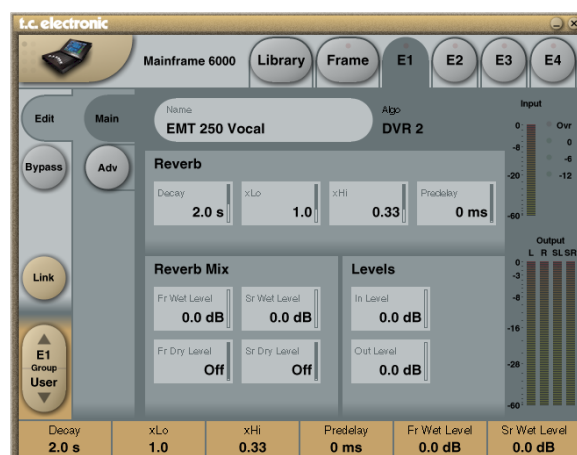 t.c. electronic
Mainframe 6000
Library
Frame
E1
E2
E3
E4
Edit
Main
Name
EMT 250 Vocal
Algo
DVR 2
Input
0
-8
-20
-60
Ovr
0
-6
-12
Bypass
Adv
Reverb
Decay
2.0 s
xLo
1.0
xHi
0.33
Predelay
0 ms
Link
Reverb Mix
Fr Wet Level
0.0 dB
Sr Wet Level
0.0 dB
Fr Dry Level
Off
Sr Dry Level
Off
Levels
In Level
0.0 dB
Out Level
0.0 dB
Output
L R SL SR
0
-3
-8
-16
-28
-60
E1
Group
User
Decay
2.0 s
xLo
1.0
xHi
0.33
Predelay
0 ms
Fr Wet Level
0.0 dB
Sr Wet Level
0.0 dB